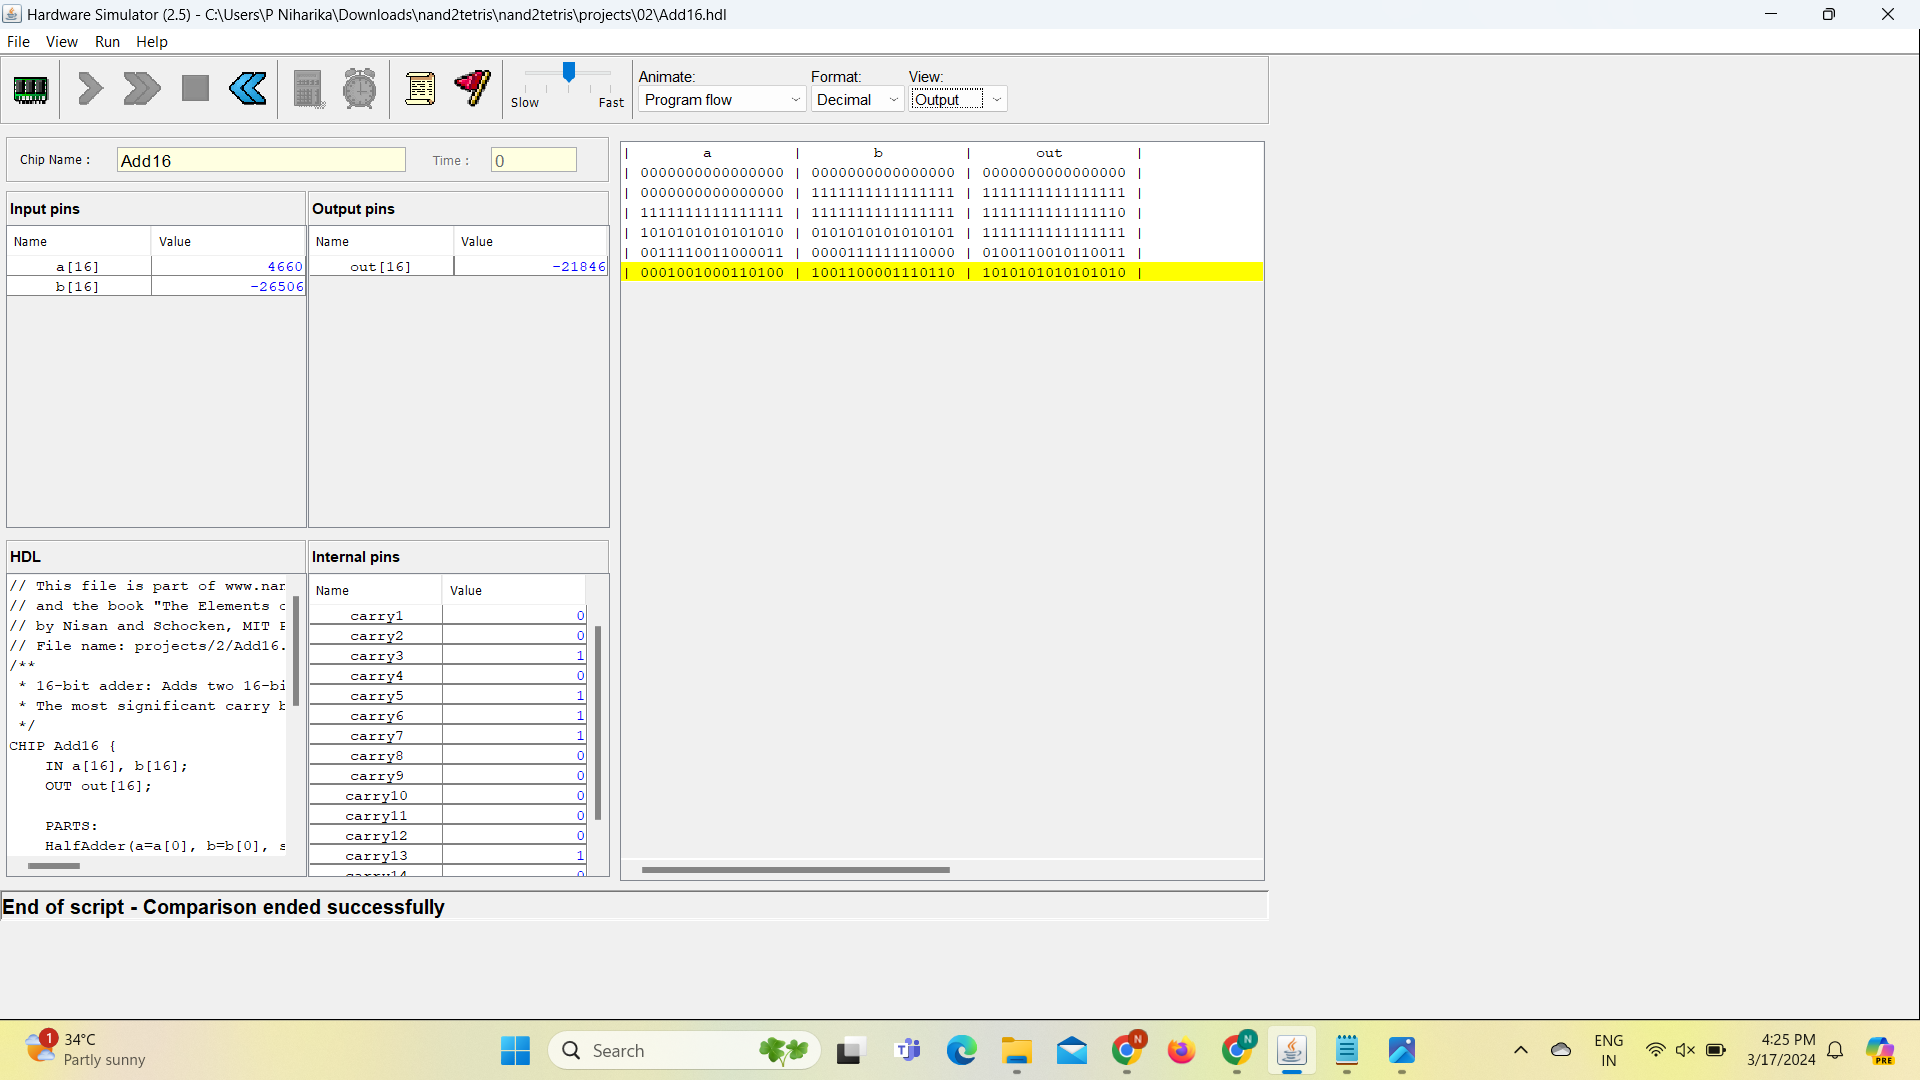 Hardware Simulator (2.5) - C:\Users\P Niharika\Downloads\nand2tetris\nand2tetris\projects\02\Add16.hdl
File View Run Help
Slow Fast
Animate: Format: View:
Program flow Decimal Output
Chip Name : Add16 Time : 0
Input pins
Name Value
a[16] 4660
b[16] -26506
Output pins
Name Value
out[16] -21846
HDL
// This file is part of www.nan
// and the book "The Elements o
// by Nisan and Schocken, MIT P
// File name: projects/2/Add16.
/**
* 16-bit adder: Adds two 16-bi
* The most significant carry b
*/
CHIP Add16 {
IN a[16], b[16];
OUT out[16];
PARTS:
HalfAdder(a=a[0], b=b[0], s
Internal pins
Name Value
carry1 0
carry2 0
carry3 1
carry4 0
carry5 1
carry6 1
carry7 1
carry8 0
carry9 0
carry10 0
carry11 0
carry12 0
carry13 1
carry14 0
| a | b | out |
| 0000000000000000 | 0000000000000000 | 0000000000000000 |
| 0000000000000000 | 1111111111111111 | 1111111111111111 |
| 1111111111111111 | 1111111111111111 | 1111111111111110 |
| 1010101010101010 | 0101010101010101 | 1111111111111111 |
| 0011110011000011 | 0000111111110000 | 0100110010110011 |
| 0001001000110100 | 1001100001110110 | 1010101010101010 |
End of script - Comparison ended successfully
1
34°C
Partly sunny
Search
N
N
ENG
IN
4:25 PM
3/17/2024
PRE